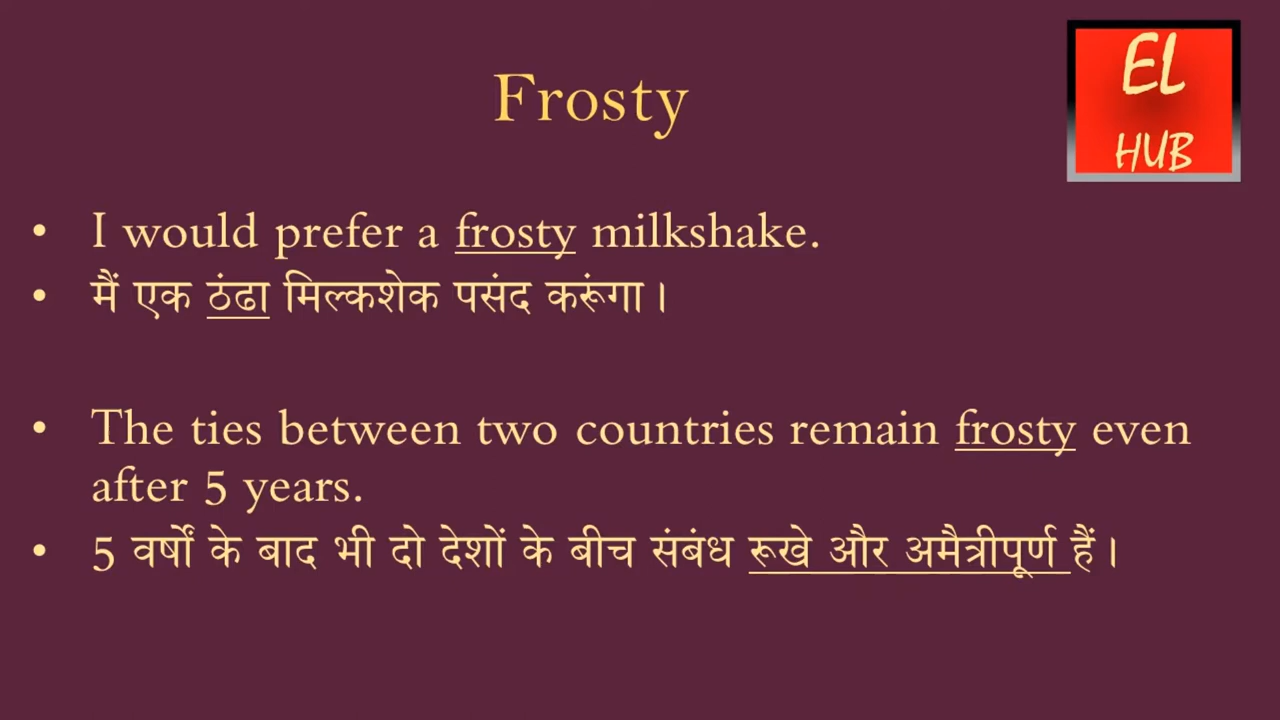 EL
HUB
Frosty
• I would prefer a frosty milkshake.
• मैं एक ठंढा मिल्कशेक पसंद करूंगा।
• The ties between two countries remain frosty even
after 5 years.
• 5 वर्षों के बाद भी दो देशों के बीच संबंध रूखे और अमैत्रीपूर्ण हैं।